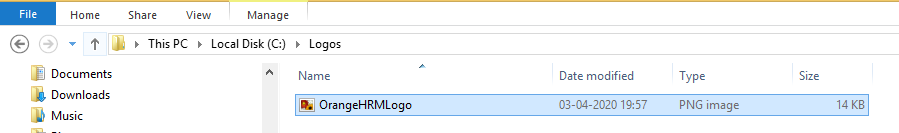 File Home Share View Manage
This PC Local Disk (C:) Logos
Documents
Downloads
Music
Name Date modified Type Size
OrangeHRMLogo 03-04-2020 19:57 PNG image 14 KB